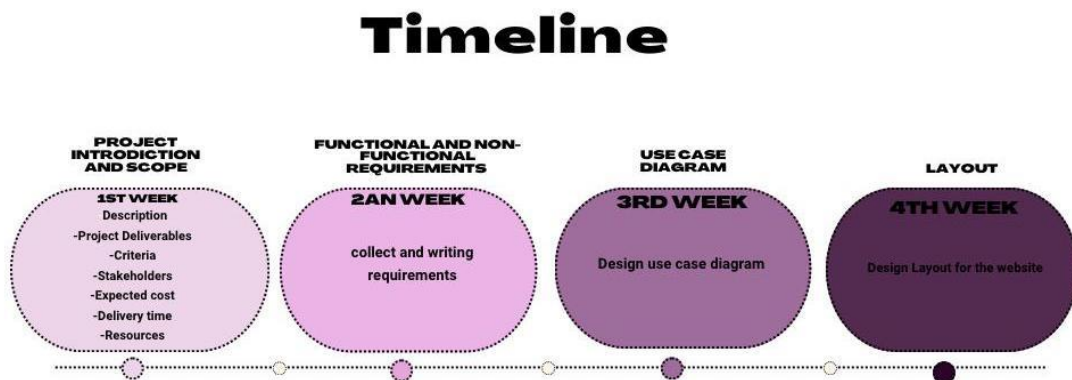 Timeline
PROJECT
INTRODICTION
AND SCOPE
1ST WEEK
Description
-Project Deliverables
-Criteria
-Stakeholders
-Expected cost
-Delivery time
-Resources
FUNCTIONAL AND NON-
FUNCTIONAL
REQUIREMENTS
2AN WEEK
collect and writing
requirements
USE CASE
DIAGRAM
3RD WEEK
Design use case diagram
LAYOUT
4TH WEEK
Design Layout for the website